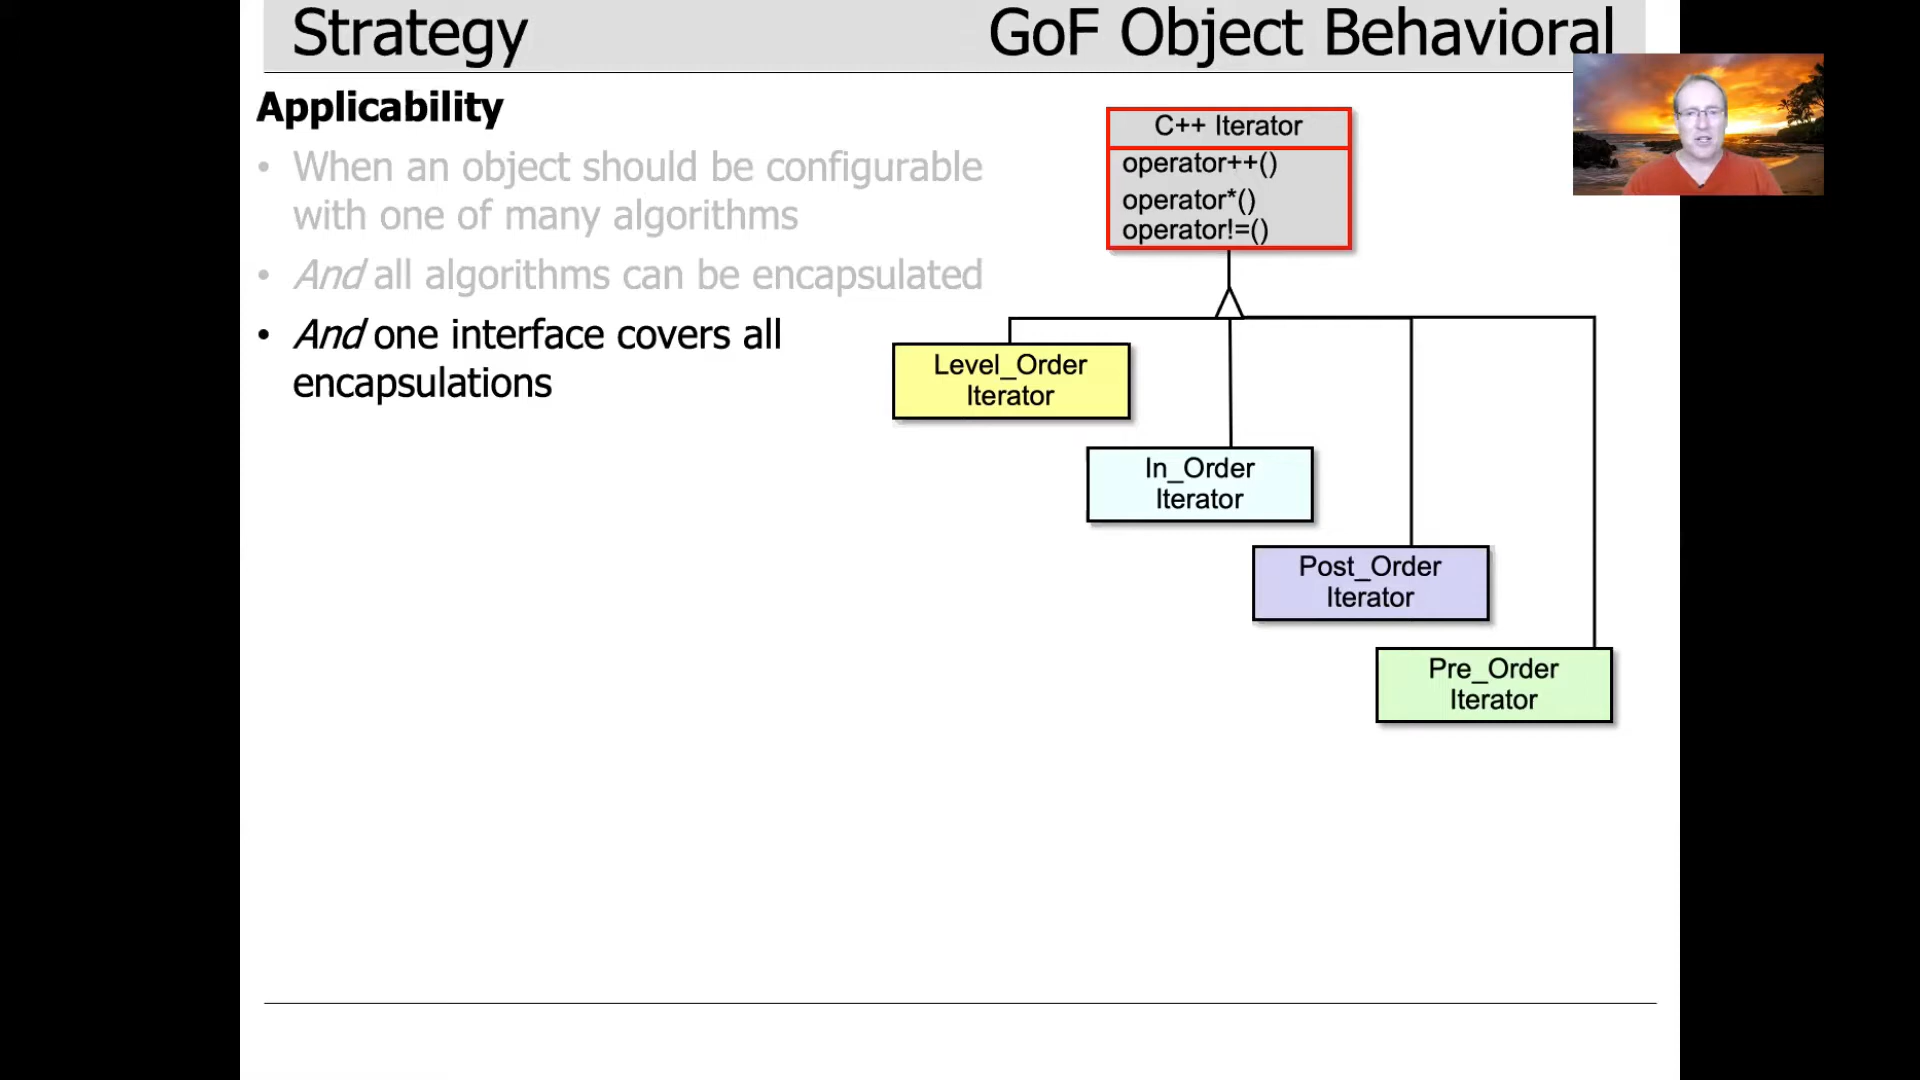 Strategy GoF Object Behavioral
Applicability
• When an object should be configurable
with one of many algorithms
• And all algorithms can be encapsulated
• And one interface covers all
encapsulations
C++ Iterator
operator++()
operator*()
operator!=()
Level_Order
Iterator
In_Order
Iterator
Post_Order
Iterator
Pre_Order
Iterator